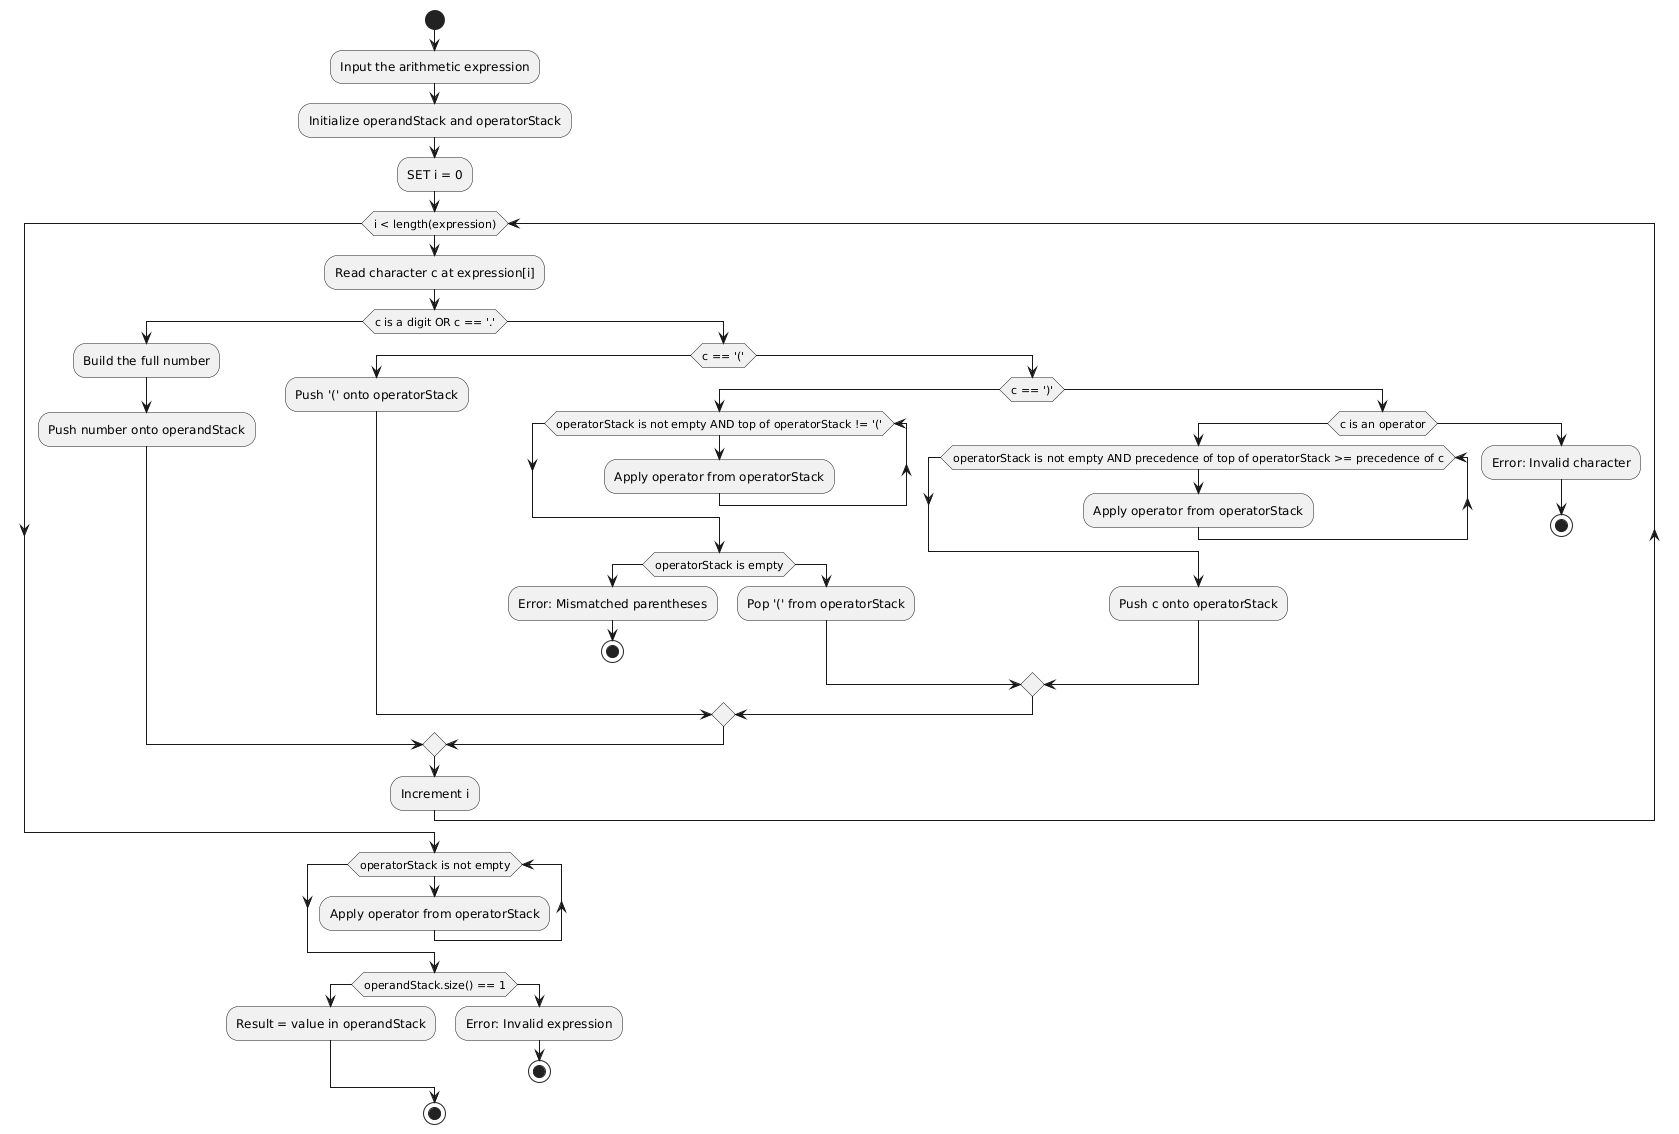 Input the arithmetic expression
Initialize operandStack and operatorStack
SET i = 0
i < length(expression)
Read character c at expression[i]
c is a digit OR c == '.'
Build the full number
Push number onto operandStack
c == '('
Push '(' onto operatorStack
c == ')'
operatorStack is not empty AND top of operatorStack != '('
Apply operator from operatorStack
operatorStack is empty
Error: Mismatched parentheses
Pop '(' from operatorStack
c is an operator
operatorStack is not empty AND precedence of top of operatorStack >= precedence of c
Apply operator from operatorStack
Push c onto operatorStack
Error: Invalid character
Increment i
operatorStack is not empty
Apply operator from operatorStack
operandStack.size() == 1
Result = value in operandStack
Error: Invalid expression